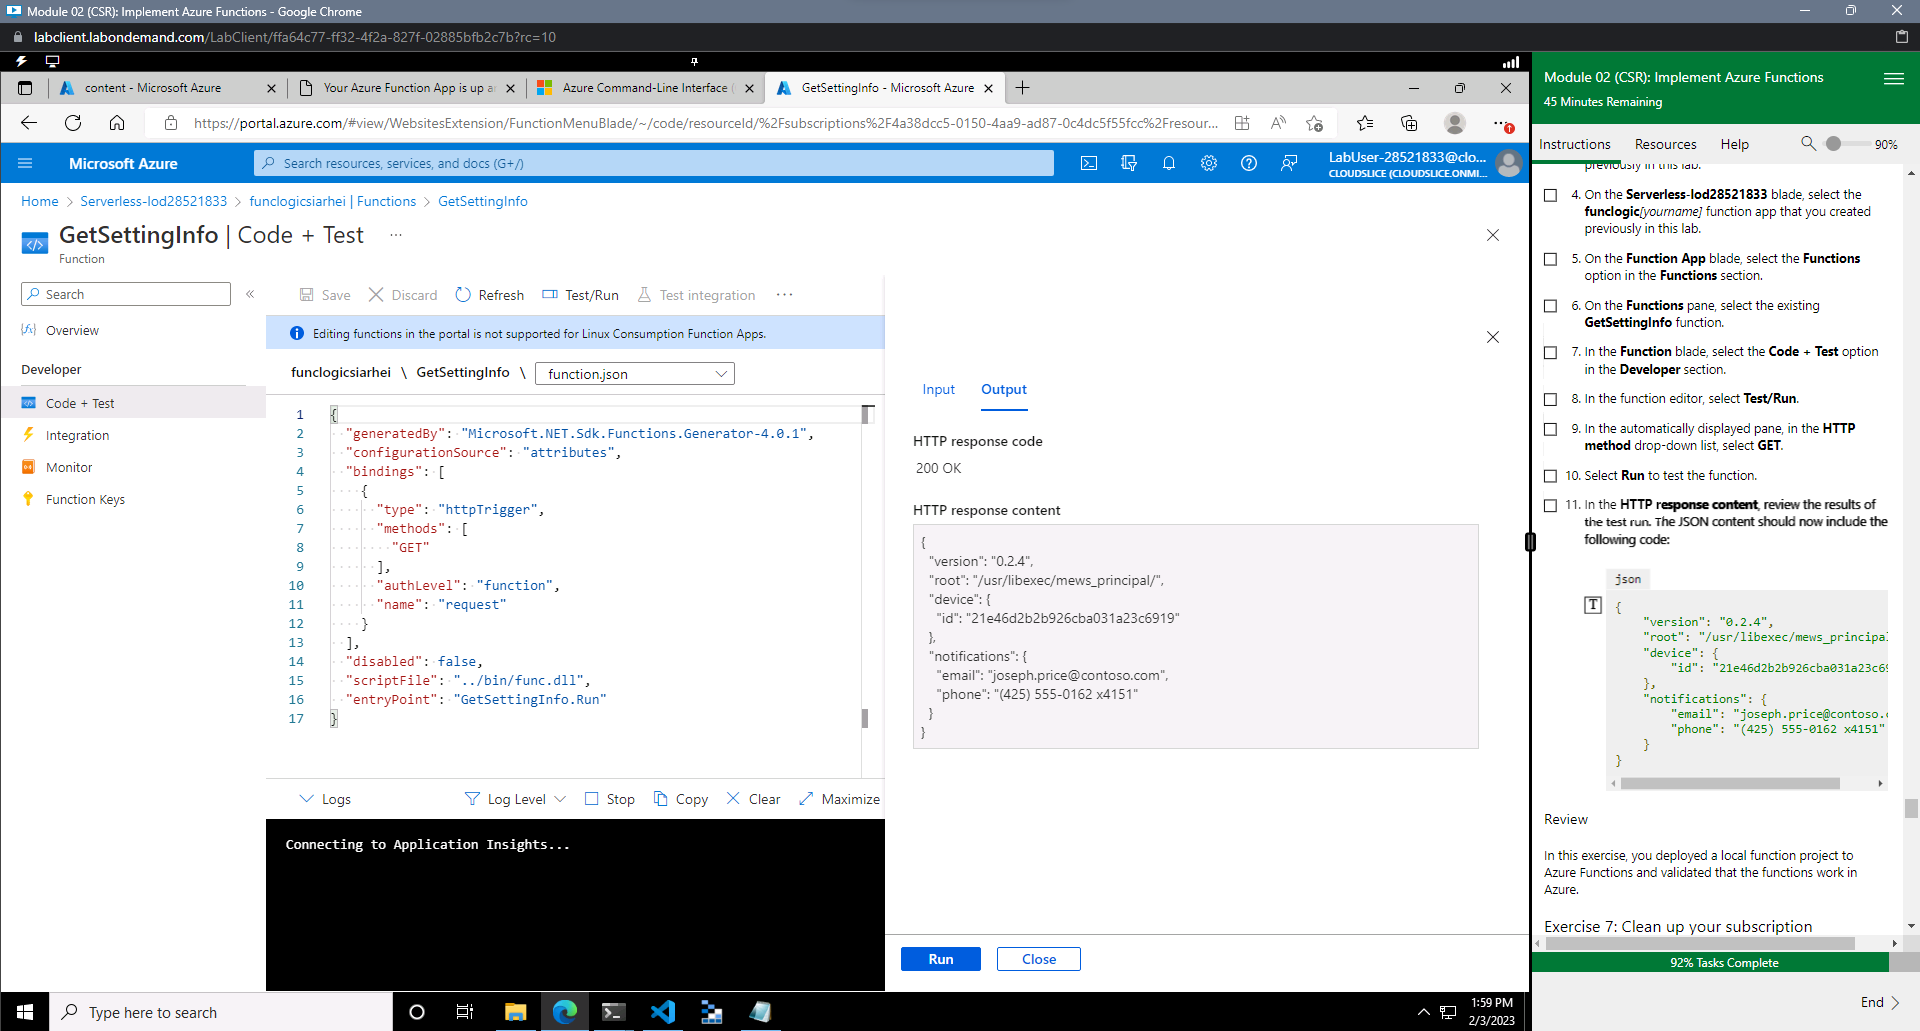 Module 02 (CSR): Implement Azure Functions - Google Chrome
labclient.labondemand.com/LabClient/ffa64c77-ff32-4f2a-827f-02885bfb2c7b?rc=10
content - Microsoft Azure
Your Azure Function App is up a
Azure Command-Line Interface (
GetSettingInfo - Microsoft Azure
https://portal.azure.com/#view/WebsitesExtension/FunctionMenuBlade/~/code/resourceId/%2Fsubscriptions%2F4a38dcc5-0150-4aa9-ad87-0c4dc5f55fcc%2Fresour...
Microsoft Azure
Search resources, services, and docs (G+/)
LabUser-28521833@clo...
CLOUDSLICE (CLOUDSLICE.ONMI...
Home > Serverless-lod28521833 > funclogicsiarhei | Functions > GetSettingInfo
GetSettingInfo | Code + Test ...
Function
Search
«
Overview
Developer
Code + Test
Integration
Monitor
Function Keys
Save
Discard
Refresh
Test/Run
Test integration
...
Editing functions in the portal is not supported for Linux Consumption Function Apps.
funclogicsiarhei \ GetSettingInfo \ function.json
1 {
2 "generatedBy": "Microsoft.NET.Sdk.Functions.Generator-4.0.1",
3 "configurationSource": "attributes",
4 "bindings": [
5 {
6 "type": "httpTrigger",
7 "methods": [
8 "GET"
9 ],
10 "authLevel": "function",
11 "name": "request"
12 }
13 ],
14 "disabled": false,
15 "scriptFile": "../bin/func.dll",
16 "entryPoint": "GetSettingInfo.Run"
17 }
Logs
Log Level
Stop
Copy
Clear
Maximize
Connecting to Application Insights...
Input
Output
HTTP response code
200 OK
HTTP response content
{
"version": "0.2.4",
"root": "/usr/libexec/mews_principal/",
"device": {
"id": "21e46d2b2b926cba031a23c6919"
},
"notifications": {
"email": "joseph.price@contoso.com",
"phone": "(425) 555-0162 x4151"
}
}
Run
Close
Type here to search
1:59 PM
2/3/2023
Module 02 (CSR): Implement Azure Functions
45 Minutes Remaining
Instructions
Resources
Help
90%
previously in this lab.
4. On the Serverless-lod28521833 blade, select the
funclogic[yourname] function app that you created
previously in this lab.
5. On the Function App blade, select the Functions
option in the Functions section.
6. On the Functions pane, select the existing
GetSettingInfo function.
7. In the Function blade, select the Code + Test option
in the Developer section.
8. In the function editor, select Test/Run.
9. In the automatically displayed pane, in the HTTP
method drop-down list, select GET.
10. Select Run to test the function.
11. In the HTTP response content, review the results of
the test run. The JSON content should now include the
following code:
json
T
{
"version": "0.2.4",
"root": "/usr/libexec/mews_principal
"device": {
"id": "21e46d2b2b926cba031a23c69
},
"notifications": {
"email": "joseph.price@contoso.c
"phone": "(425) 555-0162 x4151"
}
}
Review
In this exercise, you deployed a local function project to
Azure Functions and validated that the functions work in
Azure.
Exercise 7: Clean up your subscription
92% Tasks Complete
End